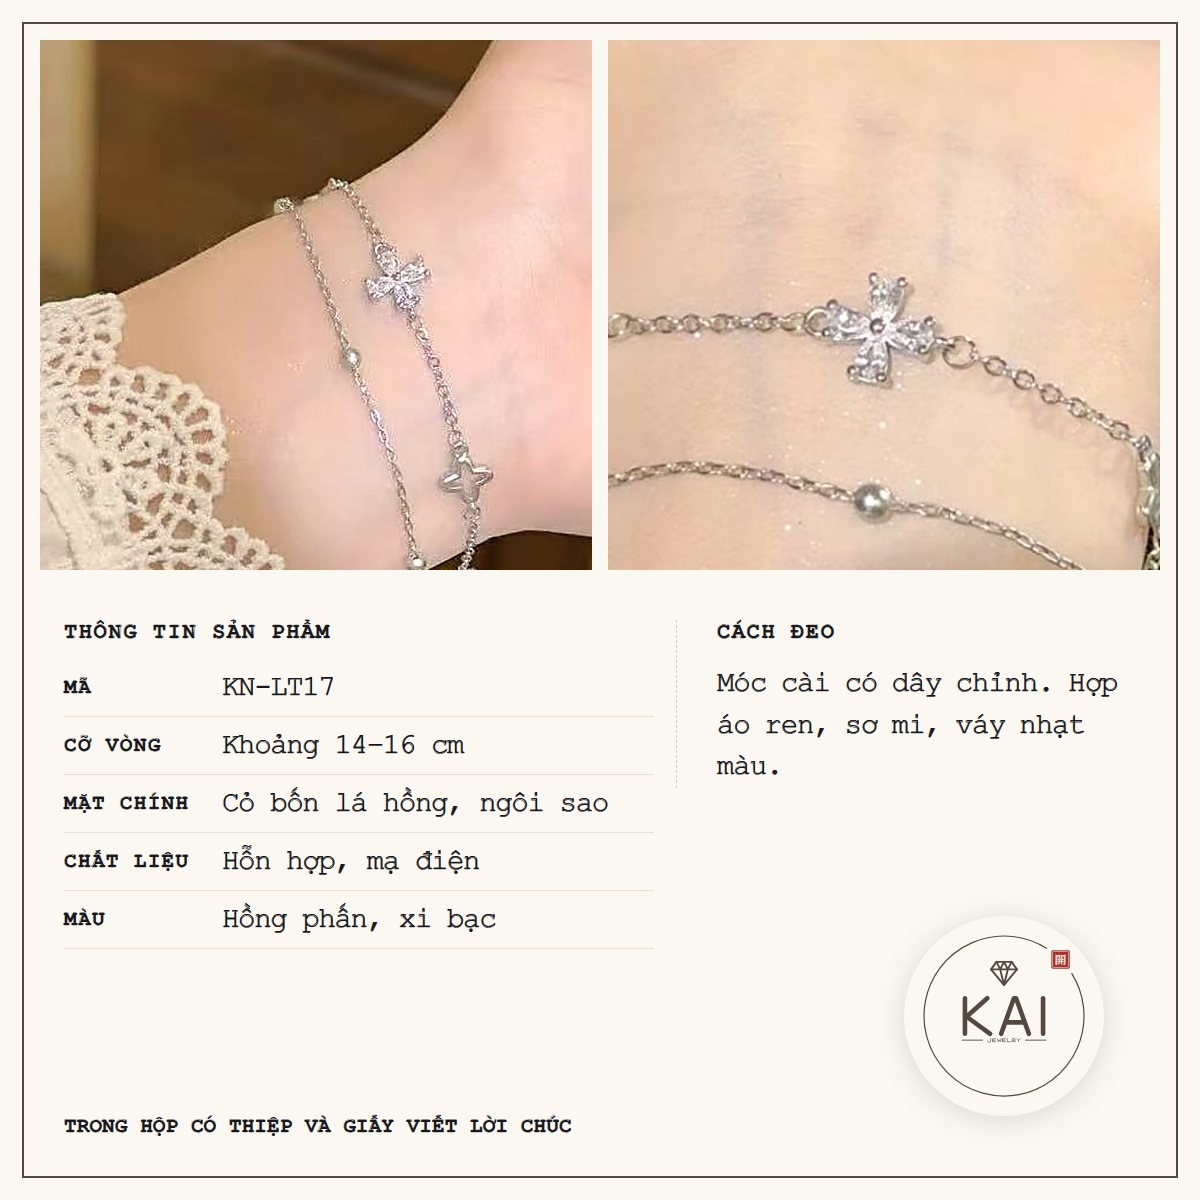 THÔNG TIN SẢN PHẨM
MÃ KN-LT17
CỠ VÒNG Khoảng 14–16 cm
MẶT CHÍNH Cỏ bốn lá hồng, ngôi sao
CHẤT LIỆU Hỗn hợp, mạ điện
MÀU Hồng phấn, xi bạc
CÁCH ĐEO
Móc cài có dây chỉnh. Hợp
áo ren, sơ mi, váy nhạt
màu.
開
KAI
JEWELRY
TRONG HỘP CÓ THIỆP VÀ GIẤY VIẾT LỜI CHÚC